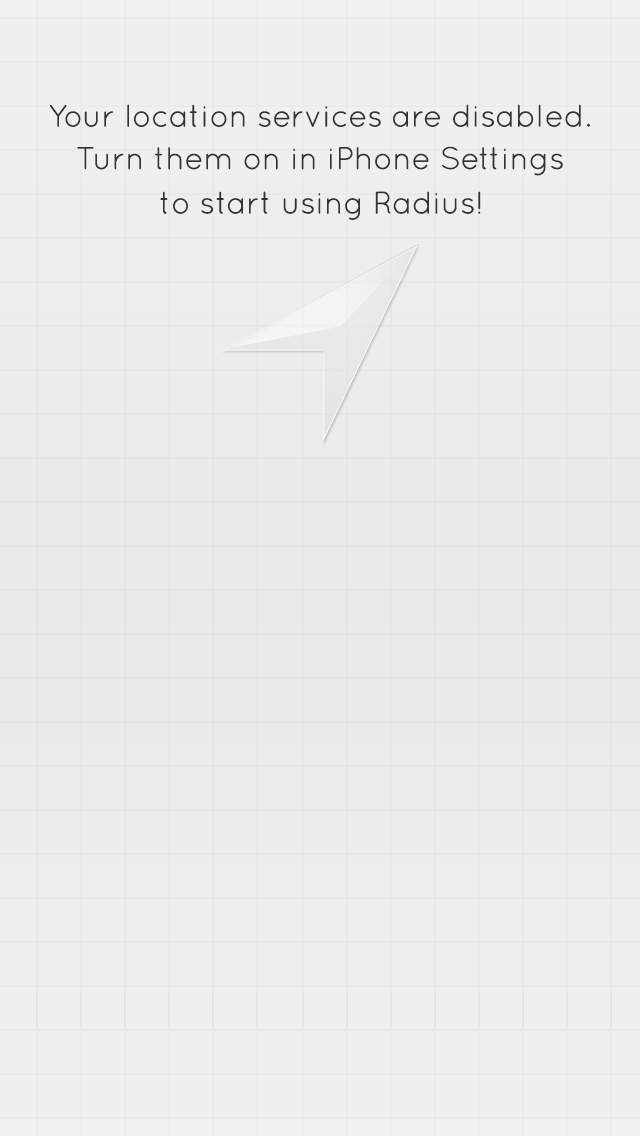 Your location services are disabled.
Turn them on in iPhone Settings
to start using Radius!